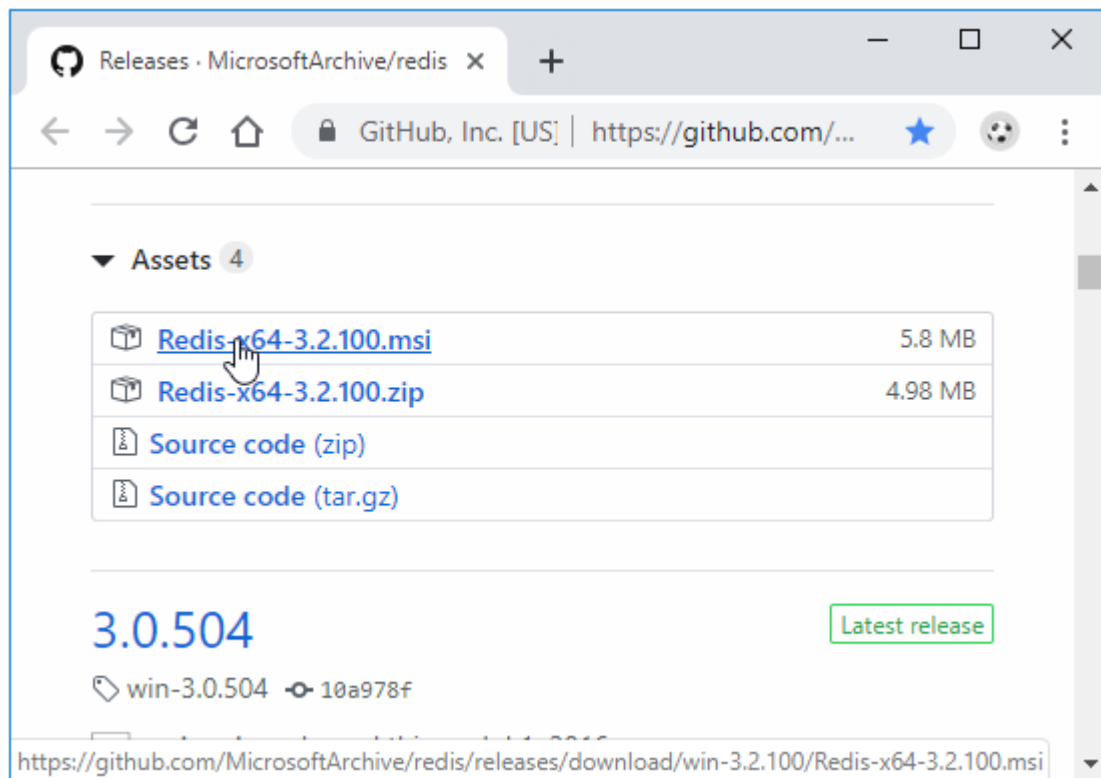 Releases · MicrosoftArchive/redis
GitHub, Inc. [US] https://github.com/...
Assets 4
Redis-x64-3.2.100.msi 5.8 MB
Redis-x64-3.2.100.zip 4.98 MB
Source code (zip)
Source code (tar.gz)
3.0.504 Latest release
win-3.0.504 10a978f
https://github.com/MicrosoftArchive/redis/releases/download/win-3.2.100/Redis-x64-3.2.100.msi